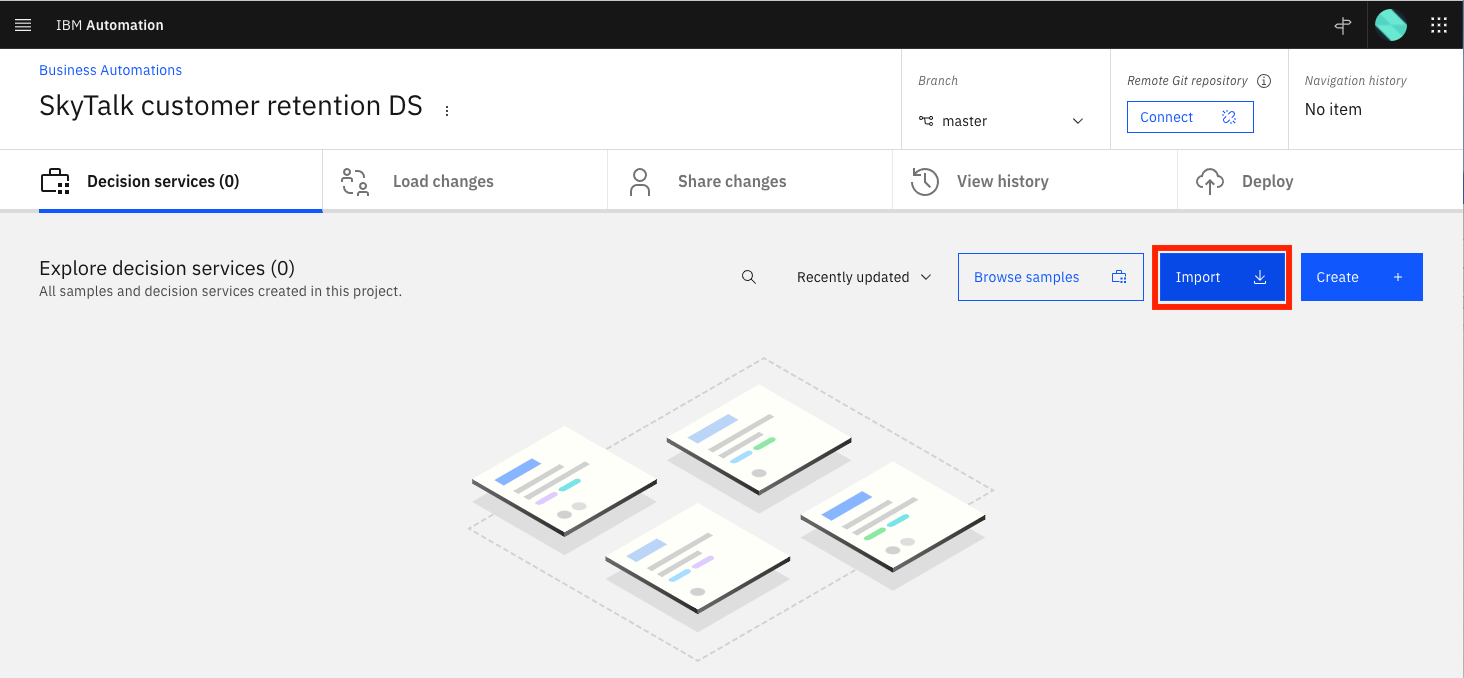 IBM Automation
Business Automations
SkyTalk customer retention DS
Branch
master
Remote Git repository
Connect
Navigation history
No item
Decision services (0)
Load changes
Share changes
View history
Deploy
Explore decision services (0)
All samples and decision services created in this project.
Recently updated
Browse samples
Import
Create +